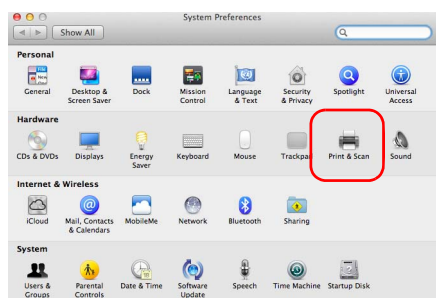 System Preferences
Show All
Personal
General
Desktop &
Screen Saver
Dock
Mission
Control
Language
& Text
Security
& Privacy
Spotlight
Universal
Access
Hardware
CDs & DVDs
Displays
Energy
Saver
Keyboard
Mouse
Trackpad
Print & Scan
Sound
Internet & Wireless
iCloud
Mail, Contacts
& Calendars
MobileMe
Network
Bluetooth
Sharing
System
Users &
Groups
Parental
Controls
Date & Time
Software
Update
Speech
Time Machine
Startup Disk